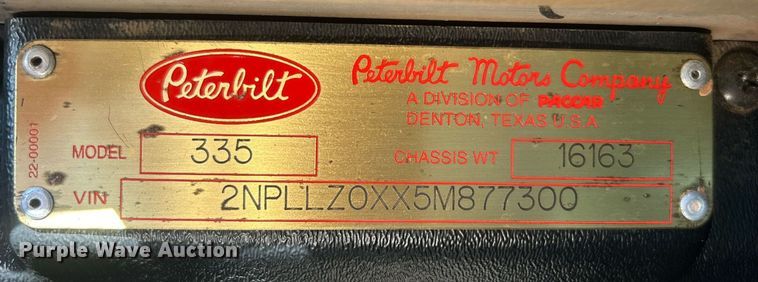 Peterbilt
Peterbilt Motors Company
A DIVISION OF PACCAR
DENTON, TEXAS U.S.A.
22-00001
MODEL 335 CHASSIS WT 16163
VIN 2NPLLZ0XX5M877300
Purple Wave Auction